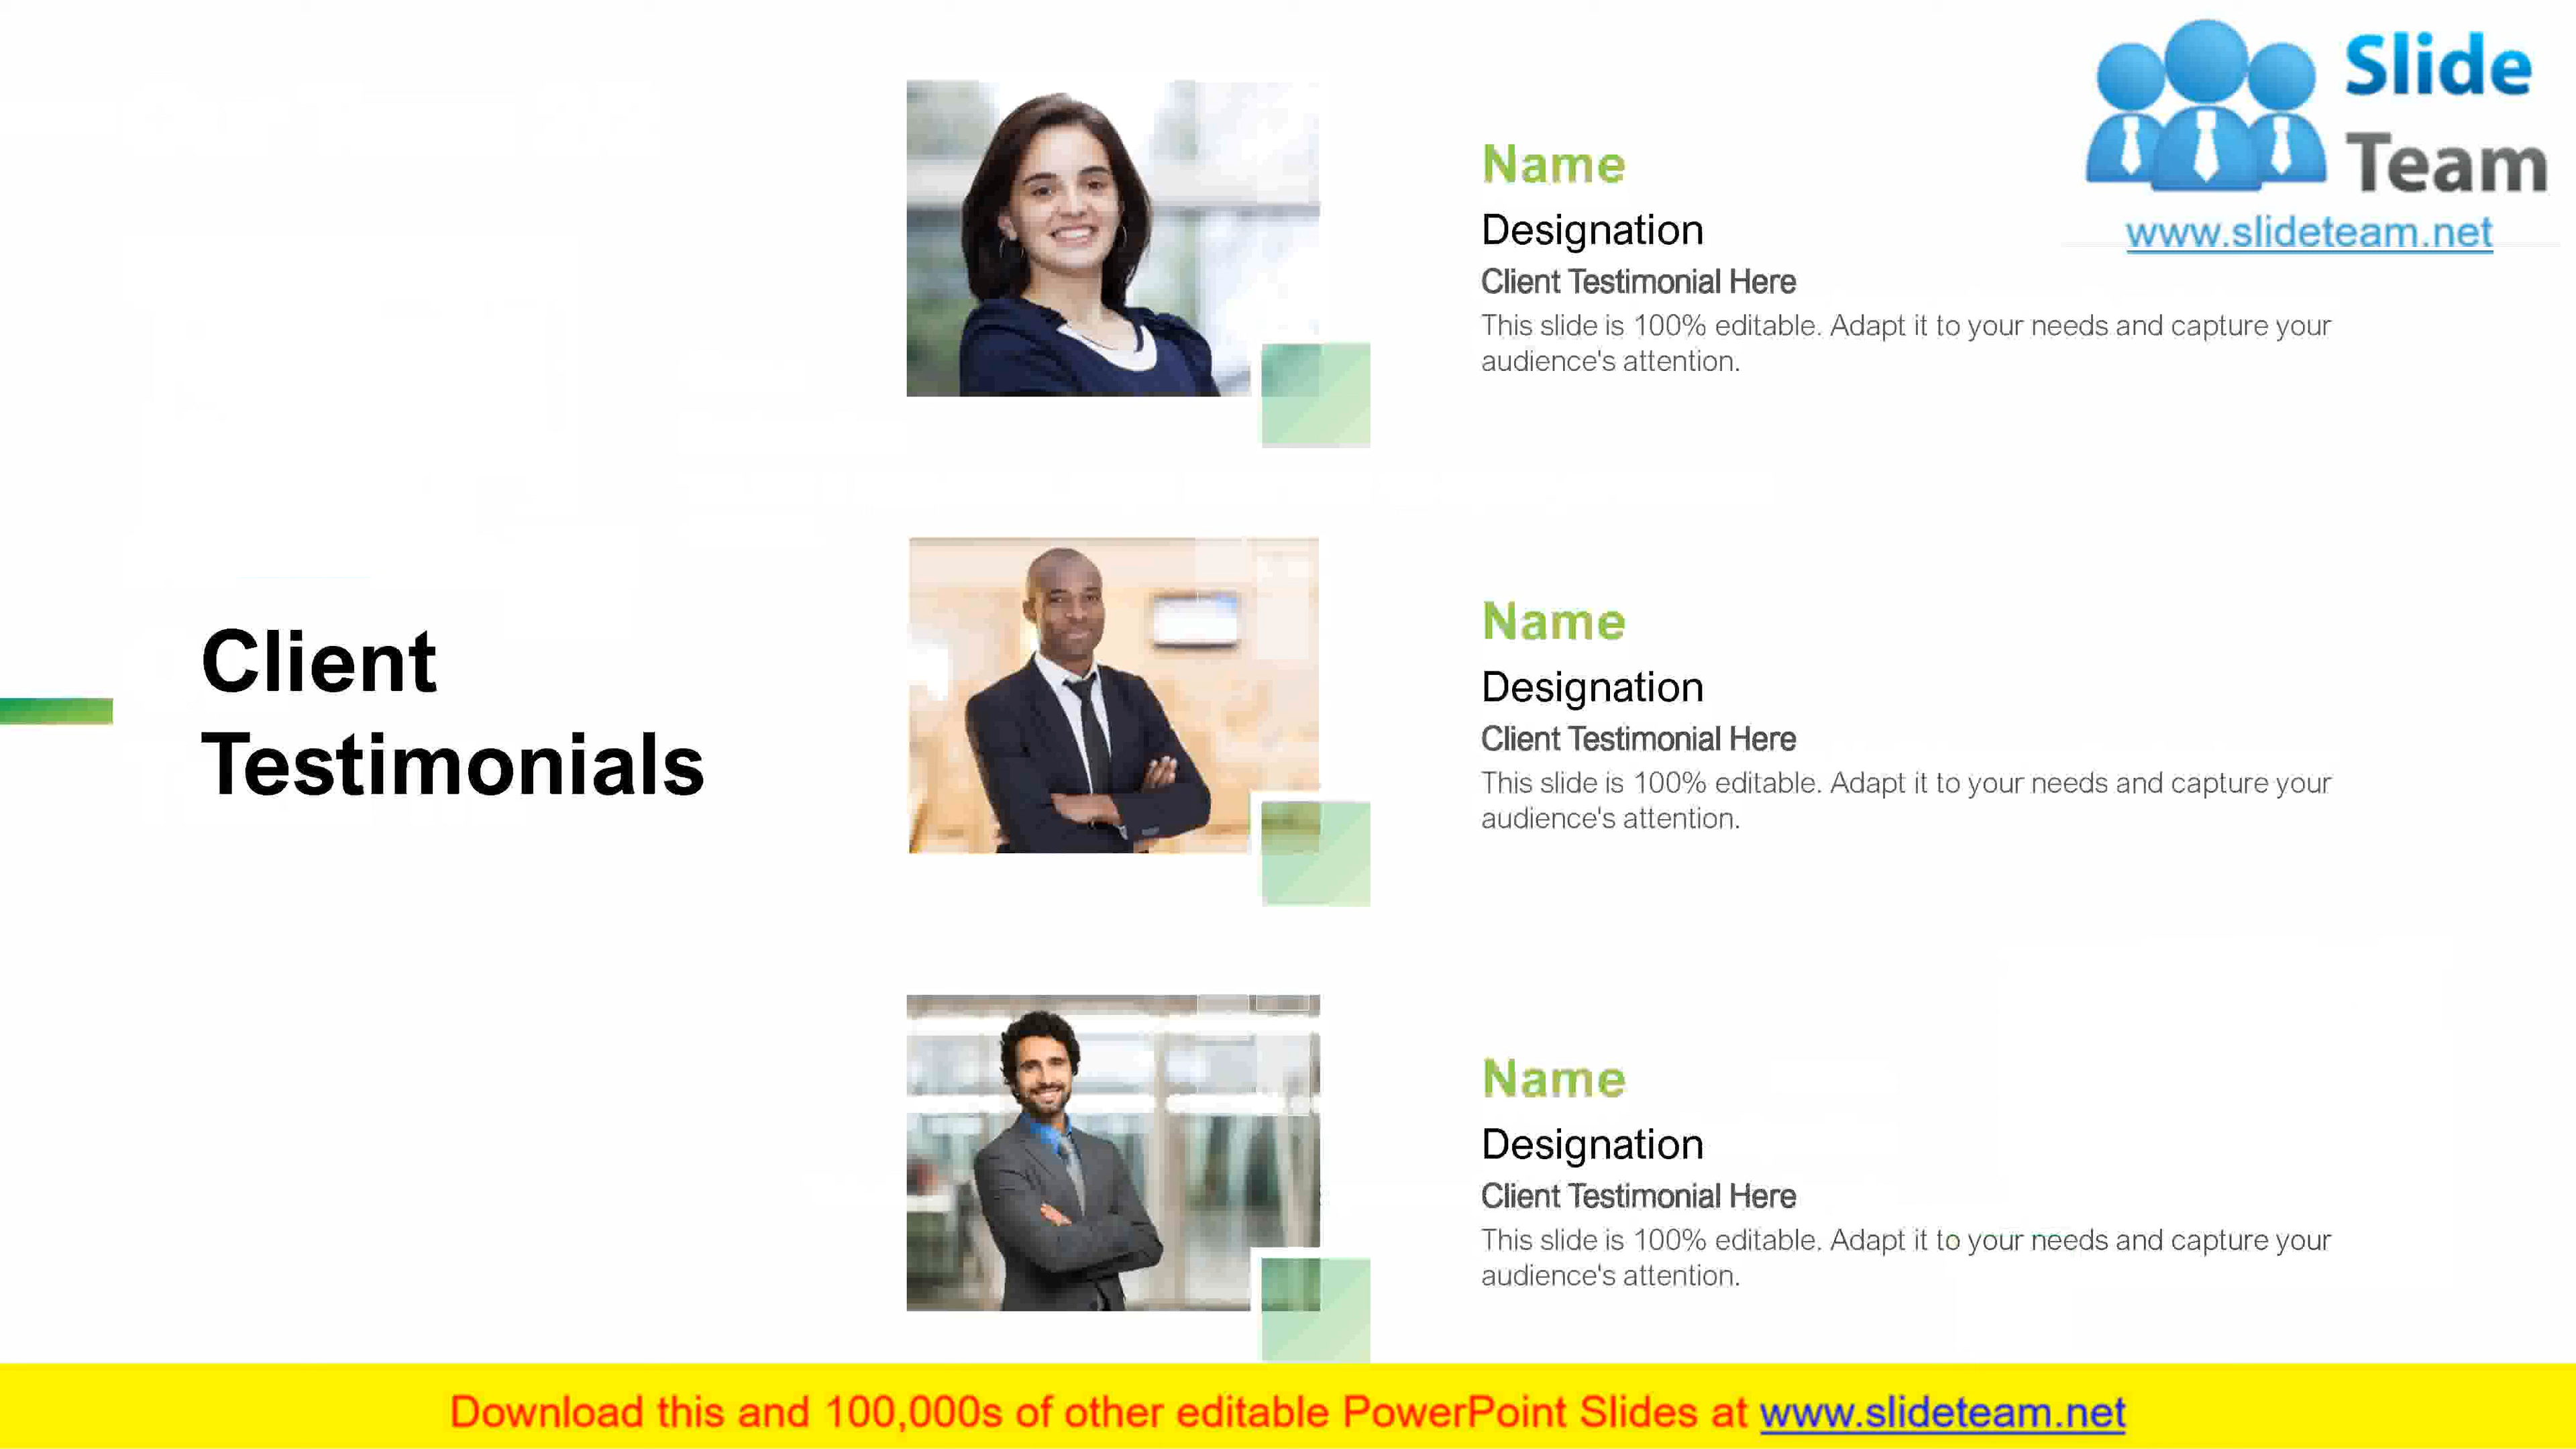 Slide
Team
www.slideteam.net
Client
Testimonials
Name
Designation
Client Testimonial Here
This slide is 100% editable. Adapt it to your needs and capture your
audience's attention.
Name
Designation
Client Testimonial Here
This slide is 100% editable. Adapt it to your needs and capture your
audience's attention.
Name
Designation
Client Testimonial Here
This slide is 100% editable. Adapt it to your needs and capture your
audience's attention.
Download this and 100,000s of other editable PowerPoint Slides at www.slideteam.net